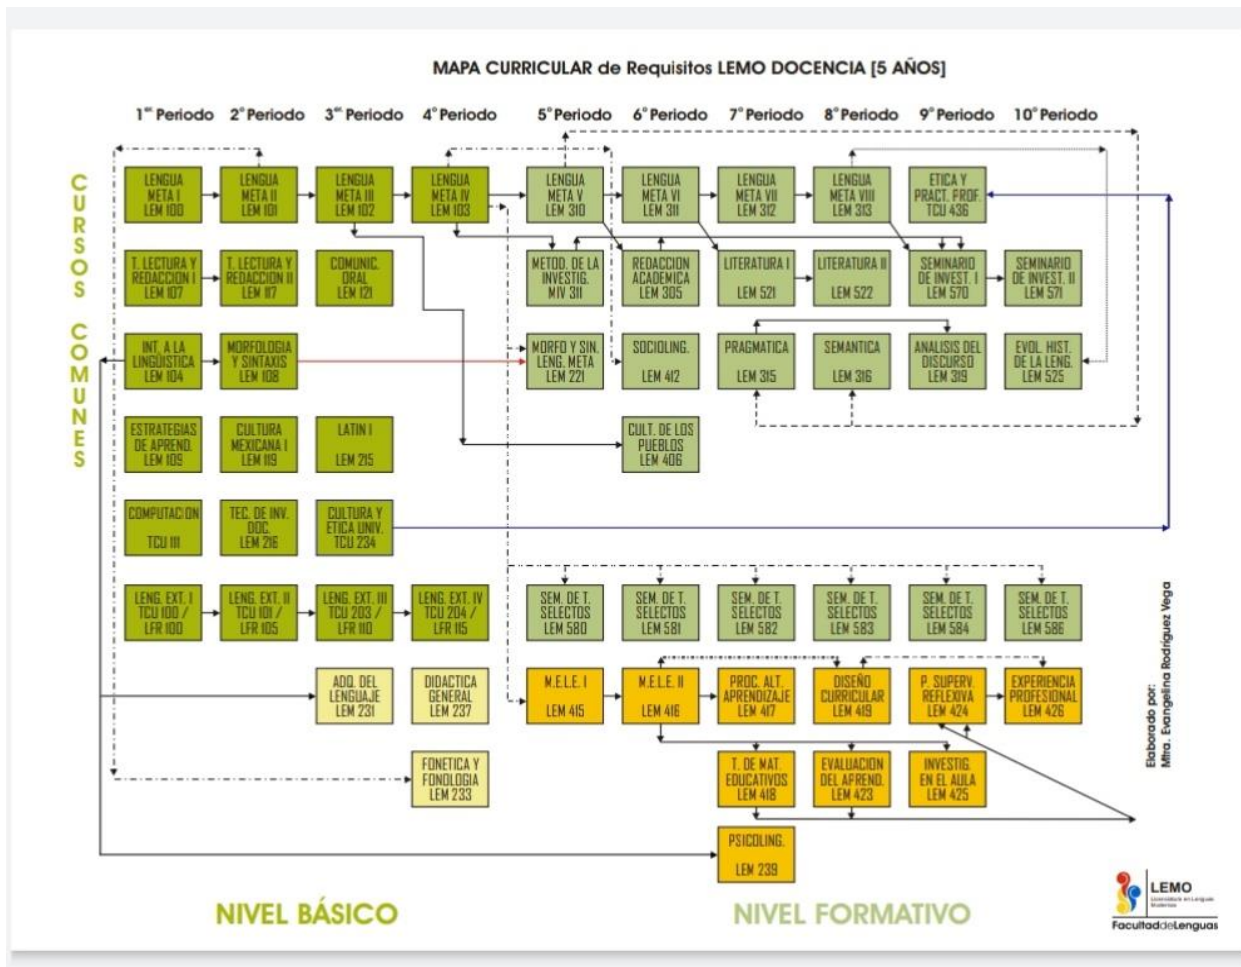 MAPA CURRICULAR de Requisitos LEMO DOCENCIA [5 AÑOS]
1er Periodo 2º Periodo 3er Periodo 4º Periodo 5º Periodo 6º Periodo 7º Periodo 8º Periodo 9º Periodo 10º Periodo
CURSOS COMUNES
LENGUA
META I
LEM 100
LENGUA
META II
LEM 101
LENGUA
META III
LEM 102
LENGUA
META IV
LEM 103
LENGUA
META V
LEM 310
LENGUA
META VI
LEM 311
LENGUA
META VII
LEM 312
LENGUA
META VIII
LEM 313
ETICA Y
PRACT. PROF.
TCU 436
T. LECTURA Y
REDACCION I
LEM 107
T. LECTURA Y
REDACCION II
LEM 117
COMUNIC.
ORAL
LEM 121
METOD. DE LA
INVESTIG.
MIV 311
REDACCION
ACADEMICA
LEM 305
LITERATURA I
LEM 521
LITERATURA II
LEM 522
SEMINARIO
DE INVEST. I
LEM 570
SEMINARIO
DE INVEST. II
LEM 571
INT. A LA
LINGÜISTICA
LEM 104
MORFOLOGIA
Y SINTAXIS
LEM 108
MORFO Y SIN.
LENG. META
LEM 221
SOCIOLING.
LEM 412
PRAGMATICA
LEM 315
SEMANTICA
LEM 316
ANALISIS DEL
DISCURSO
LEM 319
EVOL. HIST.
DE LA LENG.
LEM 525
ESTRATEGIAS
DE APREND.
LEM 109
CULTURA
MEXICANA I
LEM 119
LATIN I
LEM 215
CULT. DE LOS
PUEBLOS
LEM 406
COMPUTACION
TCU 111
TEC. DE INV.
DOC.
LEM 216
CULTURA Y
ETICA UNIV.
TCU 234
LENG. EXT. I
TCU 100 /
LFR 100
LENG. EXT. II
TCU 101 /
LFR 105
LENG. EXT. III
TCU 203 /
LFR 110
LENG. EXT. IV
TCU 204 /
LFR 115
SEM. DE T.
SELECTOS
LEM 580
SEM. DE T.
SELECTOS
LEM 581
SEM. DE T.
SELECTOS
LEM 582
SEM. DE T.
SELECTOS
LEM 583
SEM. DE T.
SELECTOS
LEM 584
SEM. DE T.
SELECTOS
LEM 586
ADQ. DEL
LENGUAJE
LEM 231
DIDACTICA
GENERAL
LEM 237
M.E.L.E. I
LEM 415
M.E.L.E. II
LEM 416
PROC. ALT.
APRENDIZAJE
LEM 417
DISEÑO
CURRICULAR
LEM 419
P. SUPERV.
REFLEXIVA
LEM 424
EXPERIENCIA
PROFESIONAL
LEM 426
FONETICA Y
FONOLOGIA
LEM 233
T. DE MAT.
EDUCATIVOS
LEM 418
EVALUACION
DEL APREND.
LEM 423
INVESTIG.
EN EL AULA
LEM 425
PSICOLING.
LEM 239
Elaborado por:
Mtra. Evangelina Rodríguez Vega
NIVEL BÁSICO
NIVEL FORMATIVO
LEMO
Licenciatura en Lenguas
Modernas
FacultaddeLenguas